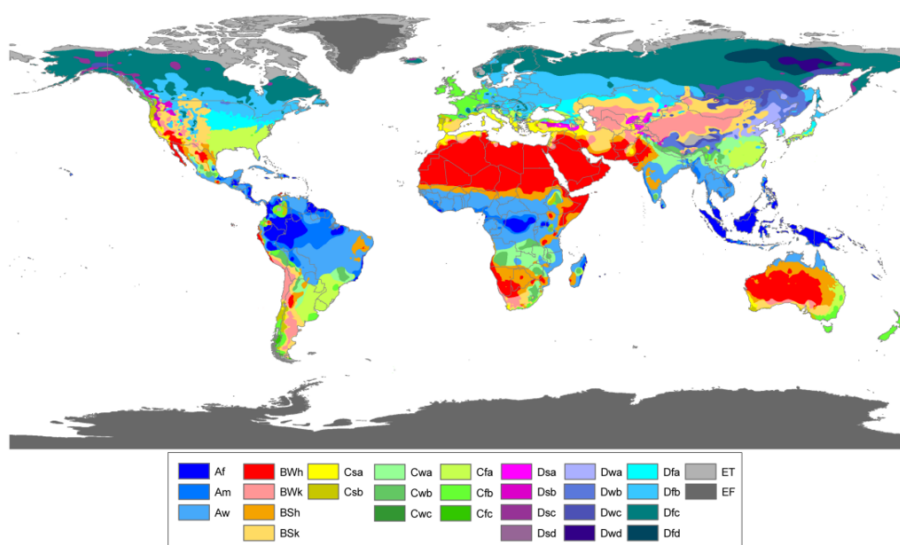 Af BWh Csa Cwa Cfa Dsa Dwa Dfa ET
Am BWk Csb Cwb Cfb Dsb Dwb Dfb EF
Aw BSh Cwc Cfc Dsc Dwc Dfc
BSk Dsd Dwd Dfd